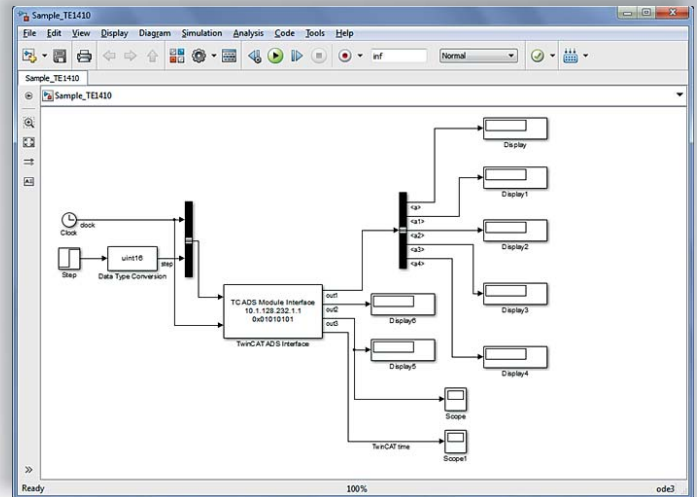 Sample_TE1410
File Edit View Display Diagram Simulation Analysis Code Tools Help
inf
Normal
Sample_TE1410
Sample_TE1410
Display
<a>
Display1
<a1>
<a2>
Display2
<a3>
<a4>
clock
Clock
uint16
step
Step
Data Type Conversion
TC ADS Module Interface
10.1.128.232.1.1
0x01010101
TwinCAT ADS Interface
out1
out2
out3
Display6
Display3
Display5
Display4
Scope
TwinCAT time
Scope1
Ready
100%
ode3